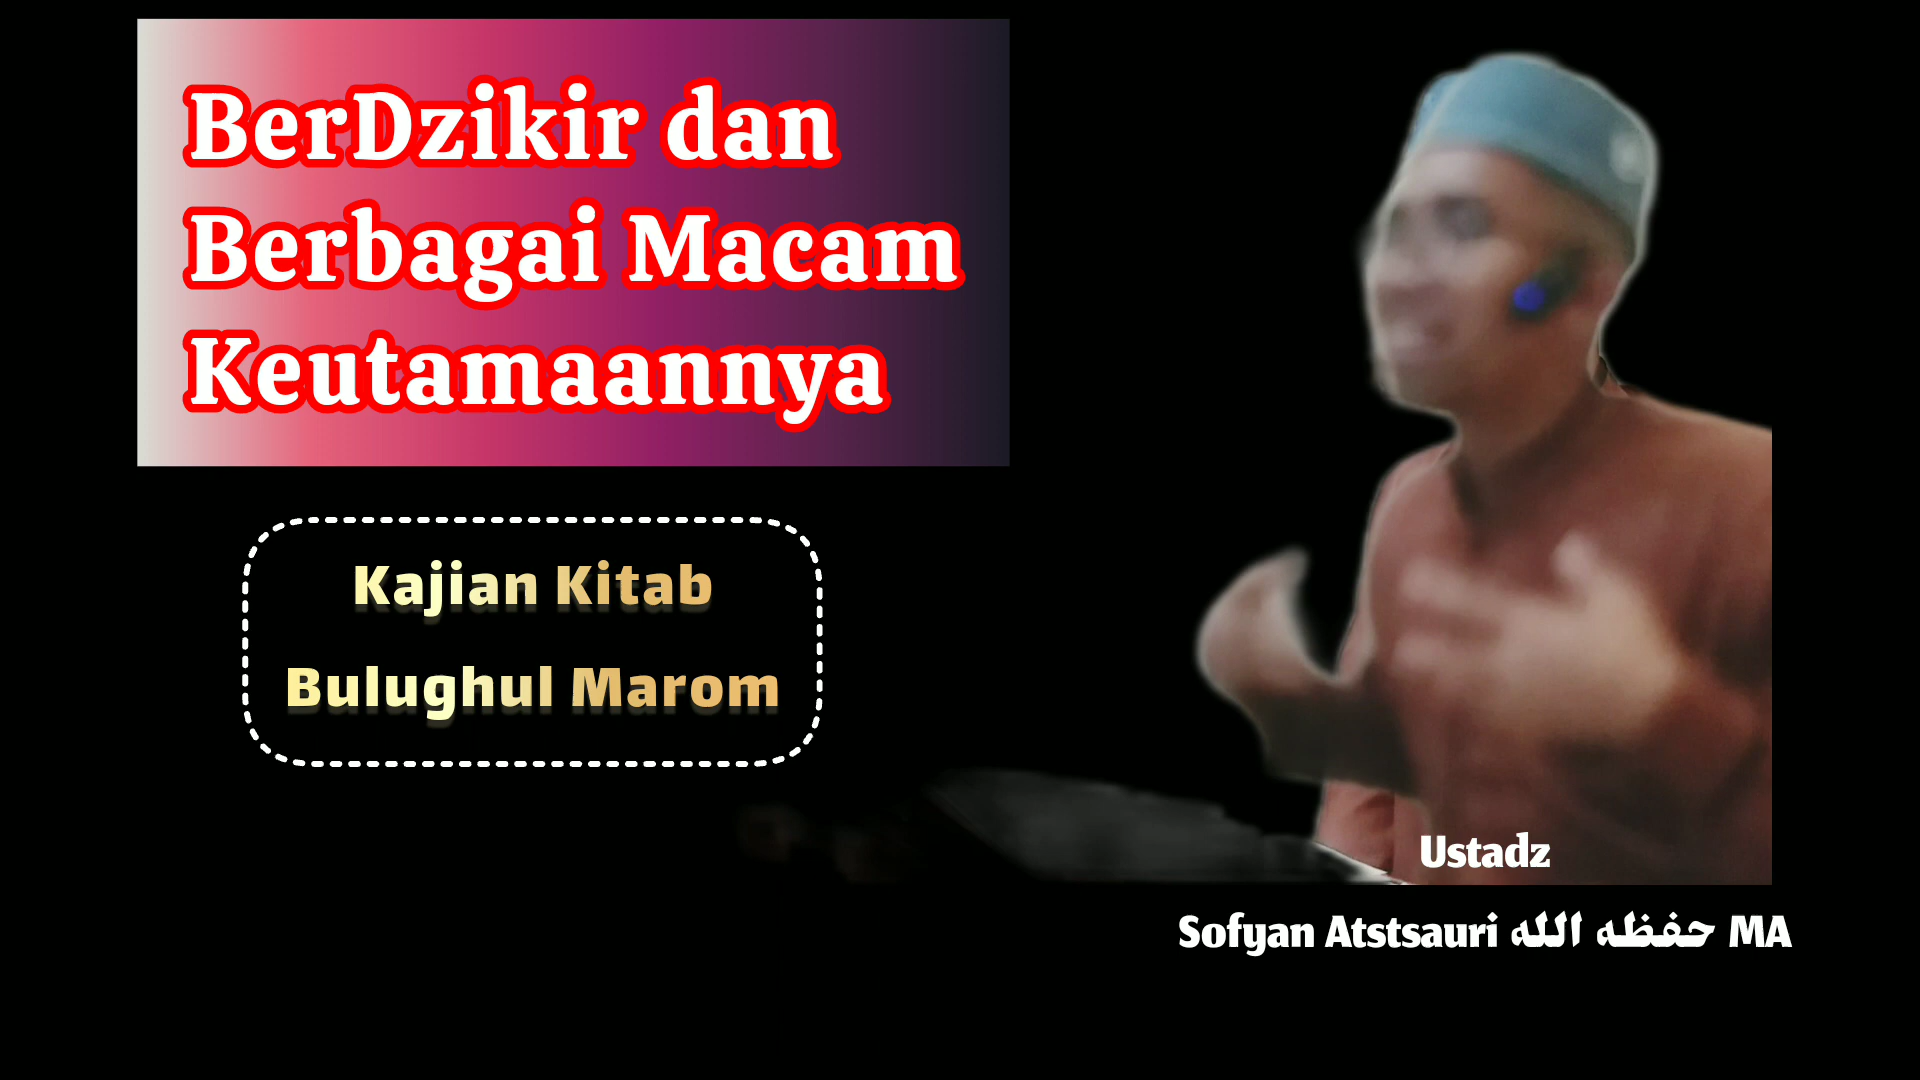 BerDzikir dan
Berbagai Macam
Keutamaannya
Kajian Kitab
Bulughul Marom
Ustadz
Sofyan Atstsauri حفظه الله MA